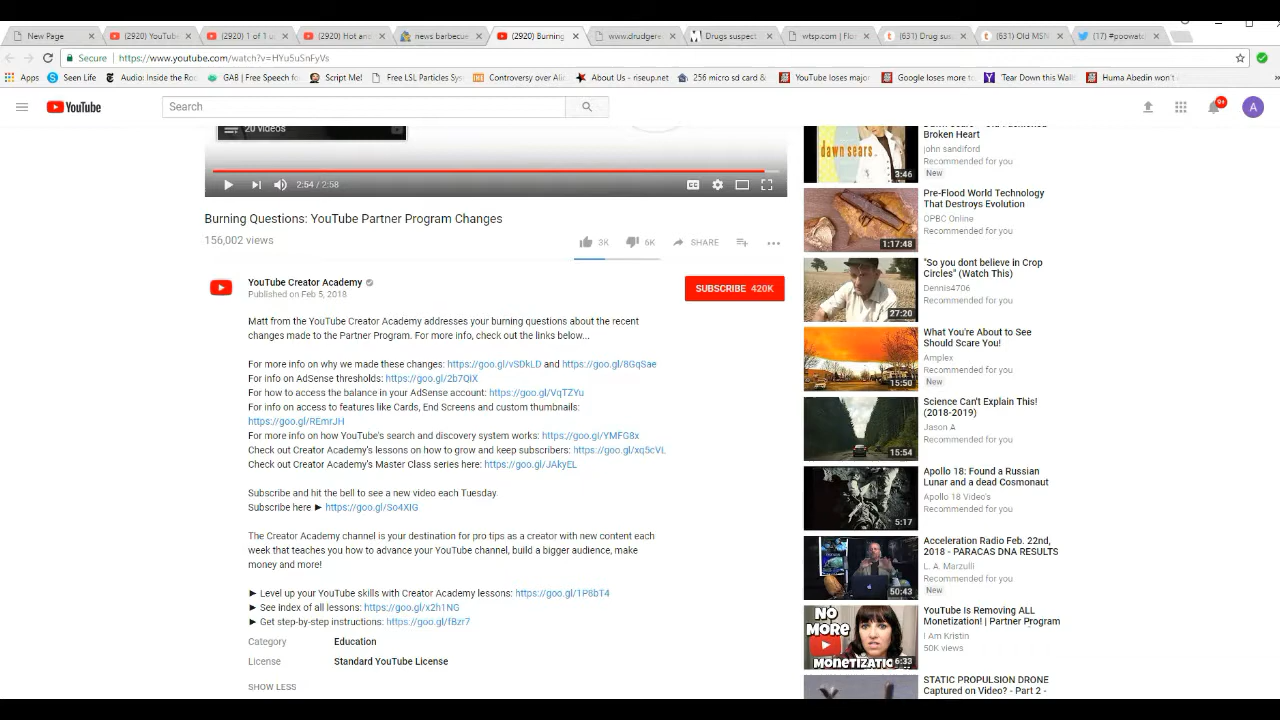 New Page
(2920) YouTub
(2920) 1 of 1 u
(2920) Hot an
news barbecue
(2920) Burning
www.drudgere
Drugs suspect
wtsp.com | Flo
(631) Drug sus
(631) Old MSN
(17) #poowatc
Secure
https://www.youtube.com/watch?v=HYu5uSnFyVs
Apps
Seen Life
Audio: Inside the Ro
GAB | Free Speech fo
Script Mel
Free LSL Particles Sy
Controversy over Ali
About Us - riseup.net
256 micro sd card &
YouTube loses major
Google loses more t
Tear Down this Wall
Huma Abedin won't
YouTube
Search
9+
A
20 videos
2:54 / 2:58
CC
Burning Questions: YouTube Partner Program Changes
156,002 views
3K
6K
SHARE
YouTube Creator Academy
Published on Feb 5, 2018
SUBSCRIBE 420K
Matt from the YouTube Creator Academy addresses your burning questions about the recent
changes made to the Partner Program. For more info, check out the links below...
For more info on why we made these changes: https://goo.gl/vSDkLD and https://goo.gl/8GqSae
For info on AdSense thresholds: https://goo.gl/2b7QiX
For how to access the balance in your AdSense account: https://goo.gl/VqTZYu
For info on access to features like Cards, End Screens and custom thumbnails:
https://goo.gl/REmrJH
For more info on how YouTube's search and discovery system works: https://goo.gl/YMFG8x
Check out Creator Academy's lessons on how to grow and keep subscribers: https://goo.gl/xq5cVL
Check out Creator Academy's Master Class series here: https://goo.gl/JAkyEL
Subscribe and hit the bell to see a new video each Tuesday.
Subscribe here ► https://goo.gl/So4XIG
The Creator Academy channel is your destination for pro tips as a creator with new content each
week that teaches you how to advance your YouTube channel, build a bigger audience, make
money and more!
► Level up your YouTube skills with Creator Academy lessons: https://goo.gl/1P8bT4
► See index of all lessons: https://goo.gl/x2h1NG
► Get step-by-step instructions: https://goo.gl/fBzr7
Category
Education
License
Standard YouTube License
SHOW LESS
dawn sears.
3:46
Broken Heart
john sandiford
Recommended for you
New
1:17:48
Pre-Flood World Technology
That Destroys Evolution
OPBC Online
Recommended for you
27:20
"So you dont believe in Crop
Circles" (Watch This)
Dennis4706
Recommended for you
15:50
What You're About to See
Should Scare You!
Amplex
Recommended for you
New
15:54
Science Can't Explain This!
(2018-2019)
Jason A
Recommended for you
5:17
Apollo 18: Found a Russian
Lunar and a dead Cosmonaut
Apollo 18 Video's
Recommended for you
50:43
Acceleration Radio Feb. 22nd,
2018 - PARACAS DNA RESULTS
L. A. Marzulli
Recommended for you
New
NO
MORE
MONETIZATIO
6:33
YouTube Is Removing ALL
Monetization! | Partner Program
I Am Kristin
50K views
STATIC PROPULSION DRONE
Captured on Video? - Part 2 -